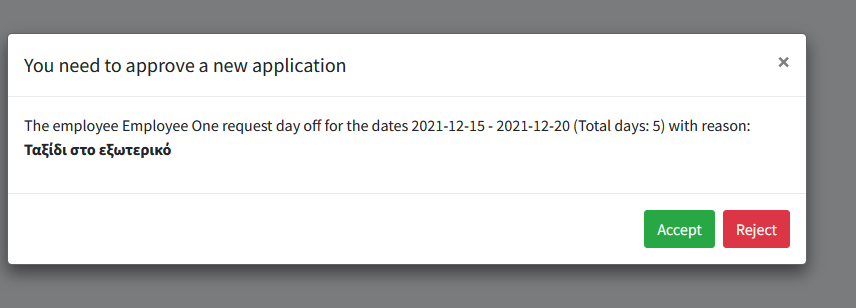 You need to approve a new application
×
The employee Employee One request day off for the dates 2021-12-15 - 2021-12-20 (Total days: 5) with reason:
Ταξίδι στο εξωτερικό
Accept Reject